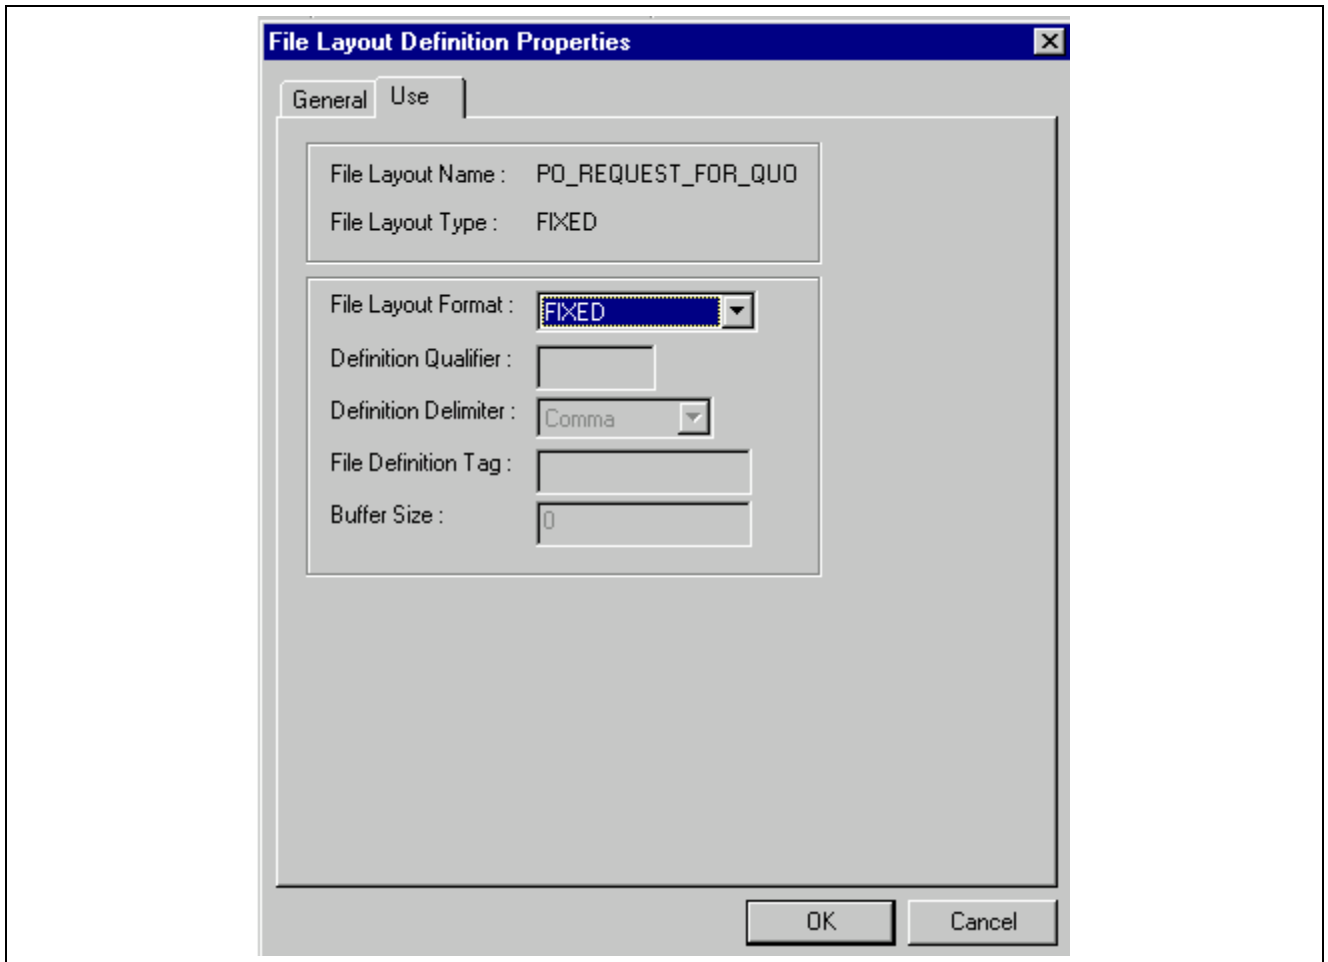 File Layout Definition Properties
General Use
File Layout Name : PO_REQUEST_FOR_QUO
File Layout Type : FIXED
File Layout Format : FIXED
Definition Qualifier :
Definition Delimiter : Comma
File Definition Tag :
Buffer Size : 0
OK Cancel